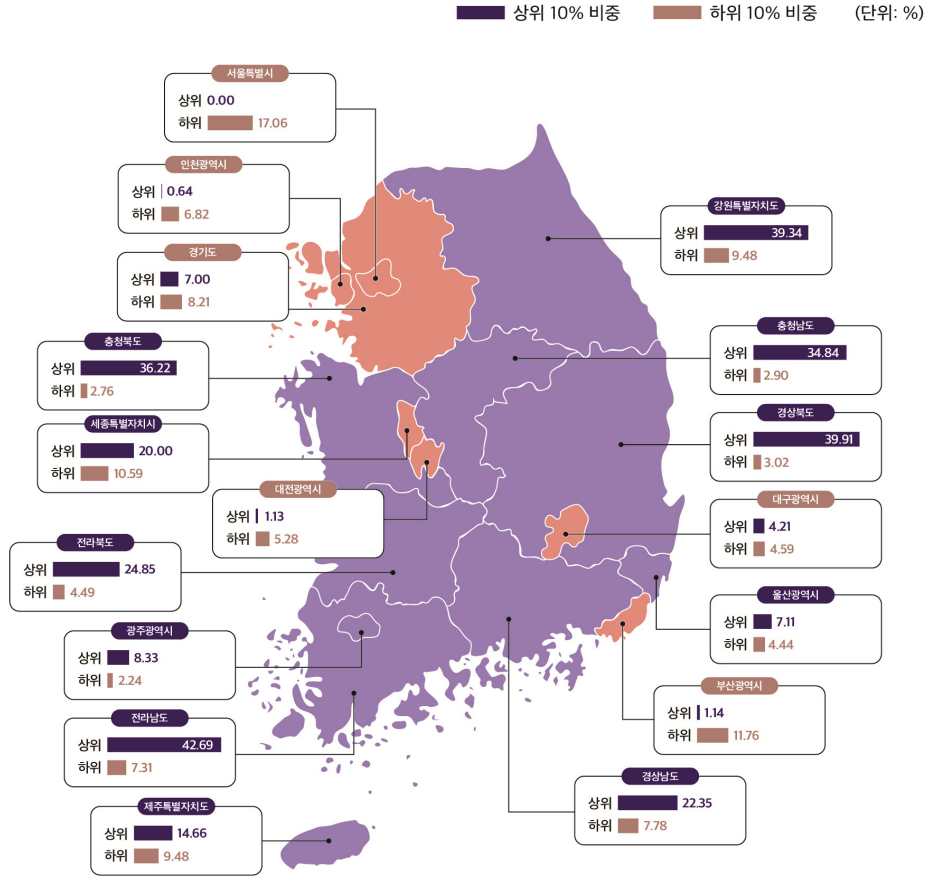 상위 10% 비중 하위 10% 비중 (단위: %)
서울특별시
상위 0.00
하위 17.06
인천광역시
상위 0.64
하위 6.82
경기도
상위 7.00
하위 8.21
충청북도
상위 36.22
하위 2.76
세종특별자치시
상위 20.00
하위 10.59
대전광역시
상위 1.13
하위 5.28
전라북도
상위 24.85
하위 4.49
광주광역시
상위 8.33
하위 2.24
전라남도
상위 42.69
하위 7.31
제주특별자치도
상위 14.66
하위 9.48
강원특별자치도
상위 39.34
하위 9.48
충청남도
상위 34.84
하위 2.90
경상북도
상위 39.91
하위 3.02
대구광역시
상위 4.21
하위 4.59
울산광역시
상위 7.11
하위 4.44
부산광역시
상위 1.14
하위 11.76
경상남도
상위 22.35
하위 7.78